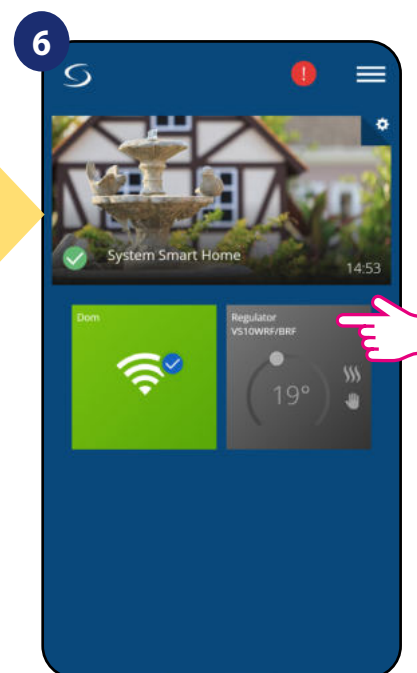 6
!
System Smart Home
14:53
Dom
Regulator
VS10WRF/BRF
19°